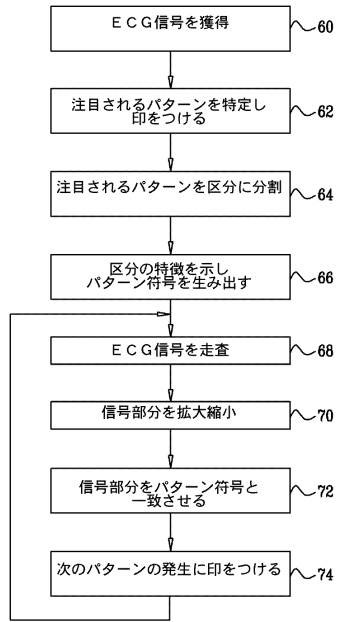 ECG信号を獲得
60
注目されるパターンを特定し
印をつける
62
注目されるパターンを区分に分割
64
区分の特徴を示し
パターン符号を生み出す
66
ECG信号を走査
68
信号部分を拡大縮小
70
信号部分をパターン符号と
一致させる
72
次のパターンの発生に印をつける
74